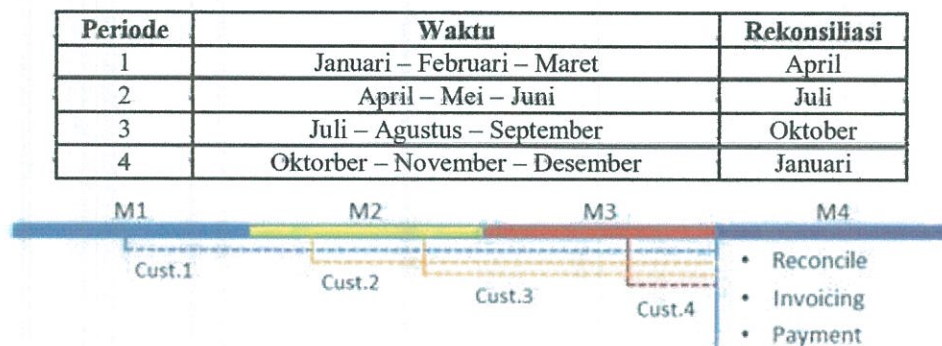 Periode Waktu Rekonsiliasi
1 Januari – Februari – Maret April
2 April – Mei – Juni Juli
3 Juli – Agustus – September Oktober
4 Oktorber – November – Desember Januari
M1 M2 M3 M4
Cust.1
Cust.2
Cust.3
Cust.4
• Reconcile
• Invoicing
• Payment